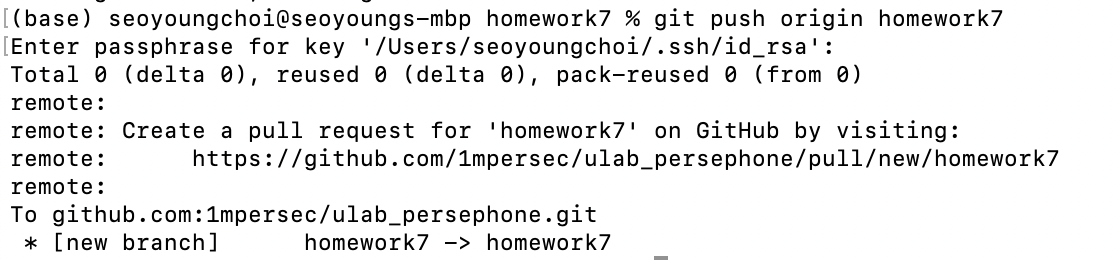 (base) seoyoungchoi@seoyoungs-mbp homework7 % git push origin homework7
Enter passphrase for key '/Users/seoyoungchoi/.ssh/id_rsa':
Total 0 (delta 0), reused 0 (delta 0), pack-reused 0 (from 0)
remote:
remote: Create a pull request for 'homework7' on GitHub by visiting:
remote:      https://github.com/1mpersec/ulab_persephone/pull/new/homework7
remote:
To github.com:1mpersec/ulab_persephone.git
 * [new branch]      homework7 -> homework7